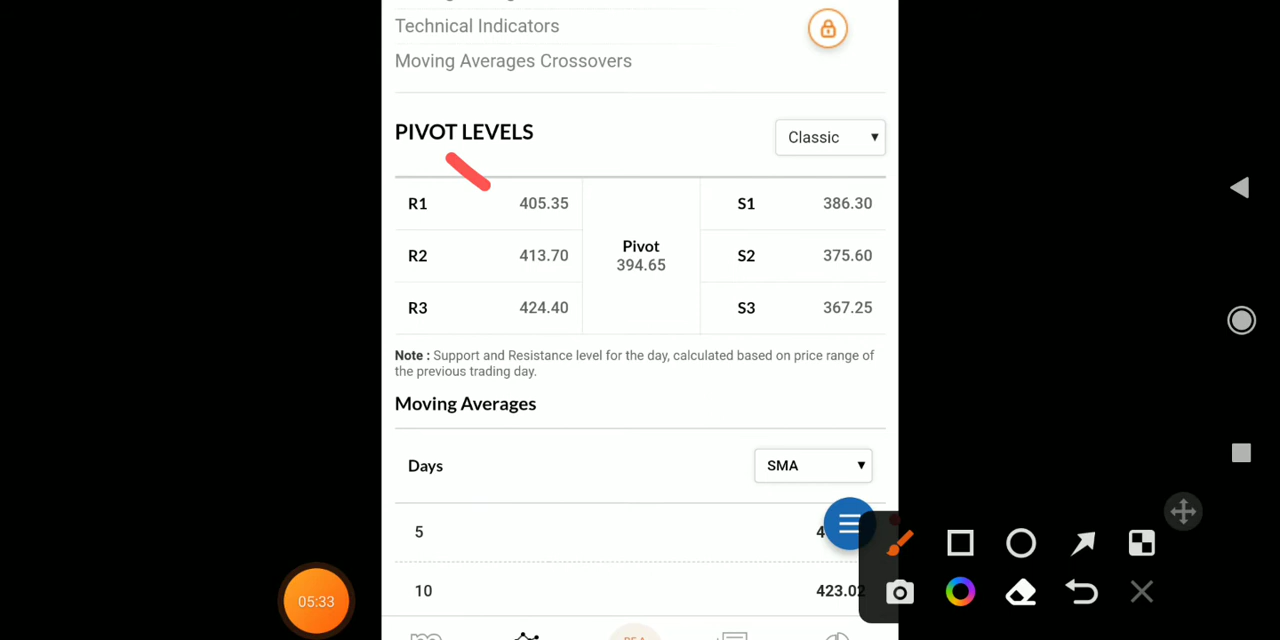 Technical Indicators
Moving Averages Crossovers
PIVOT LEVELS
Classic
R1 405.35 S1 386.30
Pivot
R2 413.70 394.65 S2 375.60
R3 424.40 S3 367.25
Note : Support and Resistance level for the day, calculated based on price range of
the previous trading day.
Moving Averages
Days SMA
5 4
10 423.02
05:33